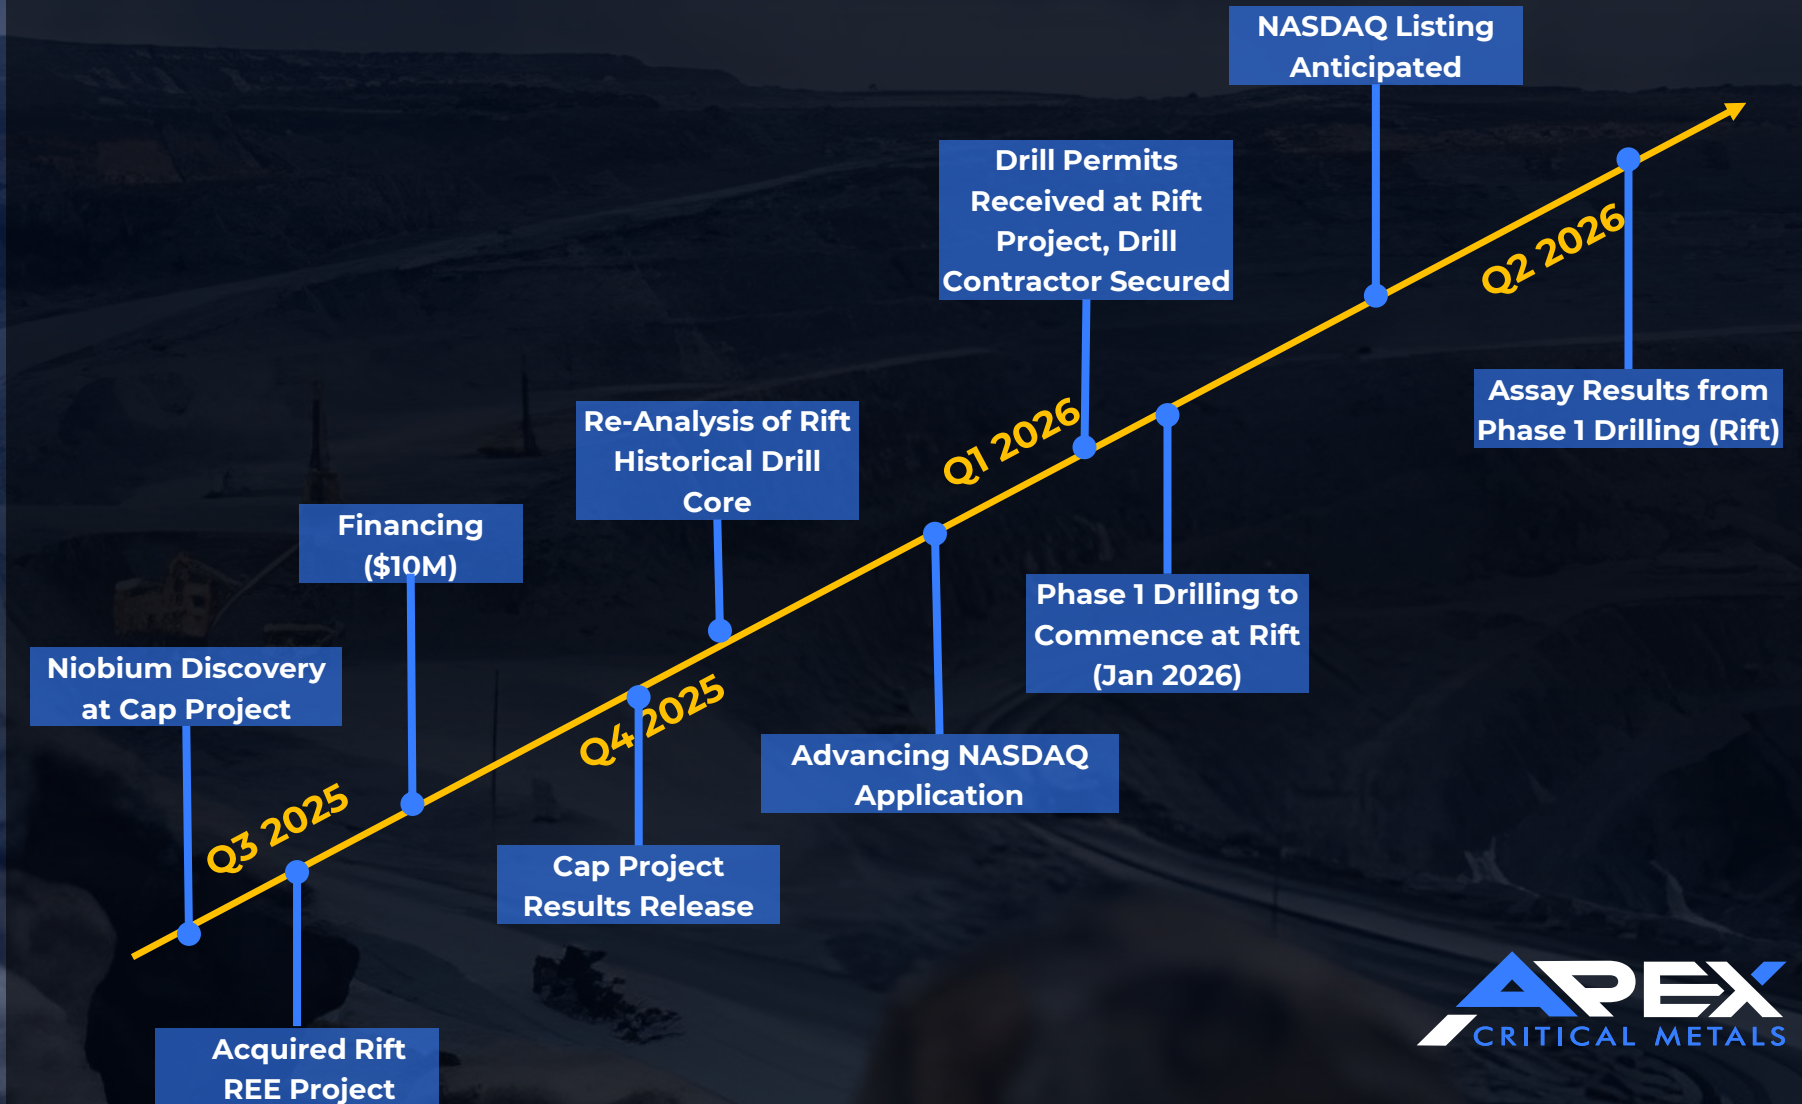 NASDAQ Listing
Anticipated
Drill Permits
Received at Rift
Project, Drill
Contractor Secured
Q2 2026
Assay Results from
Phase 1 Drilling (Rift)
Re-Analysis of Rift
Historical Drill
Core
Q1 2026
Financing
($10M)
Phase 1 Drilling to
Commence at Rift
(Jan 2026)
Niobium Discovery
at Cap Project
Q4 2025
Advancing NASDAQ
Application
Q3 2025
Cap Project
Results Release
Acquired Rift
REE Project
APEX
CRITICAL METALS